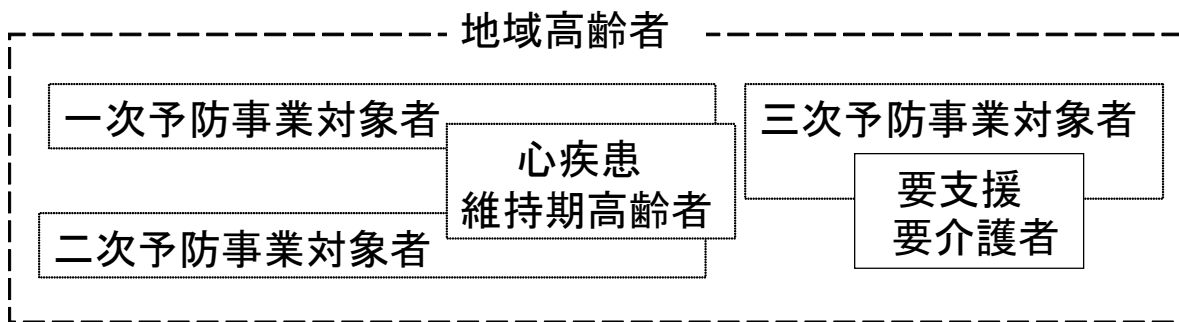 地域高齢者
一次予防事業対象者
心疾患
維持期高齢者
二次予防事業対象者
三次予防事業対象者
要支援
要介護者